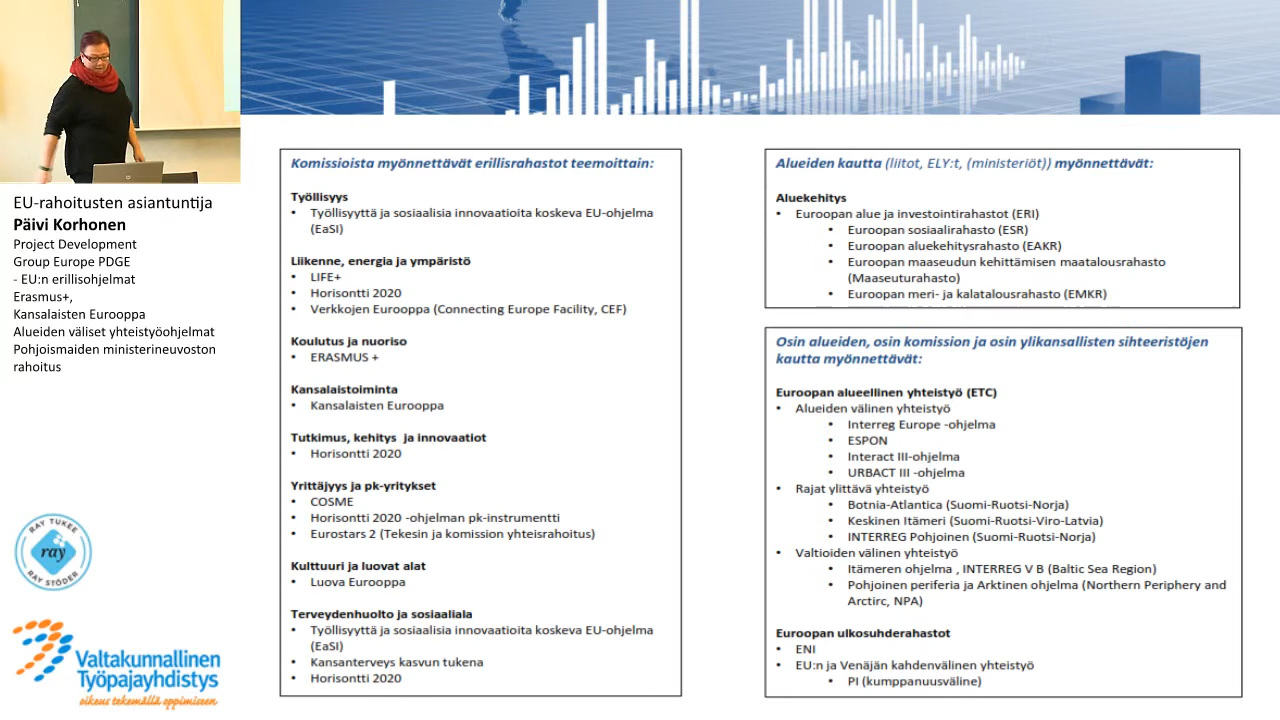 EU-rahoitusten asiantuntija
Päivi Korhonen
Project Development
Group Europe PDGE
- EU:n erillisohjelmat
Erasmus+,
Kansalaisten Eurooppa
Alueiden väliset yhteistyöohjelmat
Pohjoismaiden ministerineuvoston
rahoitus
RAY TUKEE
ray
RAY STÖDER
Valtakunnallinen
Työpajayhdistys
oikeus tekemällä oppimiseen
Komissioista myönnettävät erillisrahastot teemoittain:
Työllisyys
• Työllisyyttä ja sosiaalisia innovaatioita koskeva EU-ohjelma
(EaSI)
Liikenne, energia ja ympäristö
• LIFE+
• Horisontti 2020
• Verkkojen Eurooppa (Connecting Europe Facility, CEF)
Koulutus ja nuoriso
• ERASMUS +
Kansalaistoiminta
• Kansalaisten Eurooppa
Tutkimus, kehitys ja innovaatiot
• Horisontti 2020
Yrittäjyys ja pk-yritykset
• COSME
• Horisontti 2020 -ohjelman pk-instrumentti
• Eurostars 2 (Tekesin ja komission yhteisrahoitus)
Kulttuuri ja luovat alat
• Luova Eurooppa
Terveydenhuolto ja sosiaaliala
• Työllisyyttä ja sosiaalisia innovaatioita koskeva EU-ohjelma
(EaSI)
• Kansanterveys kasvun tukena
• Horisontti 2020
Alueiden kautta (liitot, ELY:t, (ministeriöt)) myönnettävät:
Aluekehitys
• Euroopan alue ja investointirahastot (ERI)
• Euroopan sosiaalirahasto (ESR)
• Euroopan aluekehitysrahasto (EAKR)
• Euroopan maaseudun kehittämisen maatalousrahasto
(Maaseuturahasto)
• Euroopan meri- ja kalatalousrahasto (EMKR)
Osin alueiden, osin komission ja osin ylikansallisten sihteeristöjen
kautta myönnettävät:
Euroopan alueellinen yhteistyö (ETC)
• Alueiden välinen yhteistyö
• Interreg Europe -ohjelma
• ESPON
• Interact III-ohjelma
• URBACT III -ohjelma
• Rajat ylittävä yhteistyö
• Botnia-Atlantica (Suomi-Ruotsi-Norja)
• Keskinen Itämeri (Suomi-Ruotsi-Viro-Latvia)
• INTERREG Pohjoinen (Suomi-Ruotsi-Norja)
• Valtioiden välinen yhteistyö
• Itämeren ohjelma , INTERREG V B (Baltic Sea Region)
• Pohjoinen periferia ja Arktinen ohjelma (Northern Periphery and
Arctirc, NPA)
Euroopan ulkosuhderahastot
• ENI
• EU:n ja Venäjän kahdenvälinen yhteistyö
• PI (kumppanuusväline)